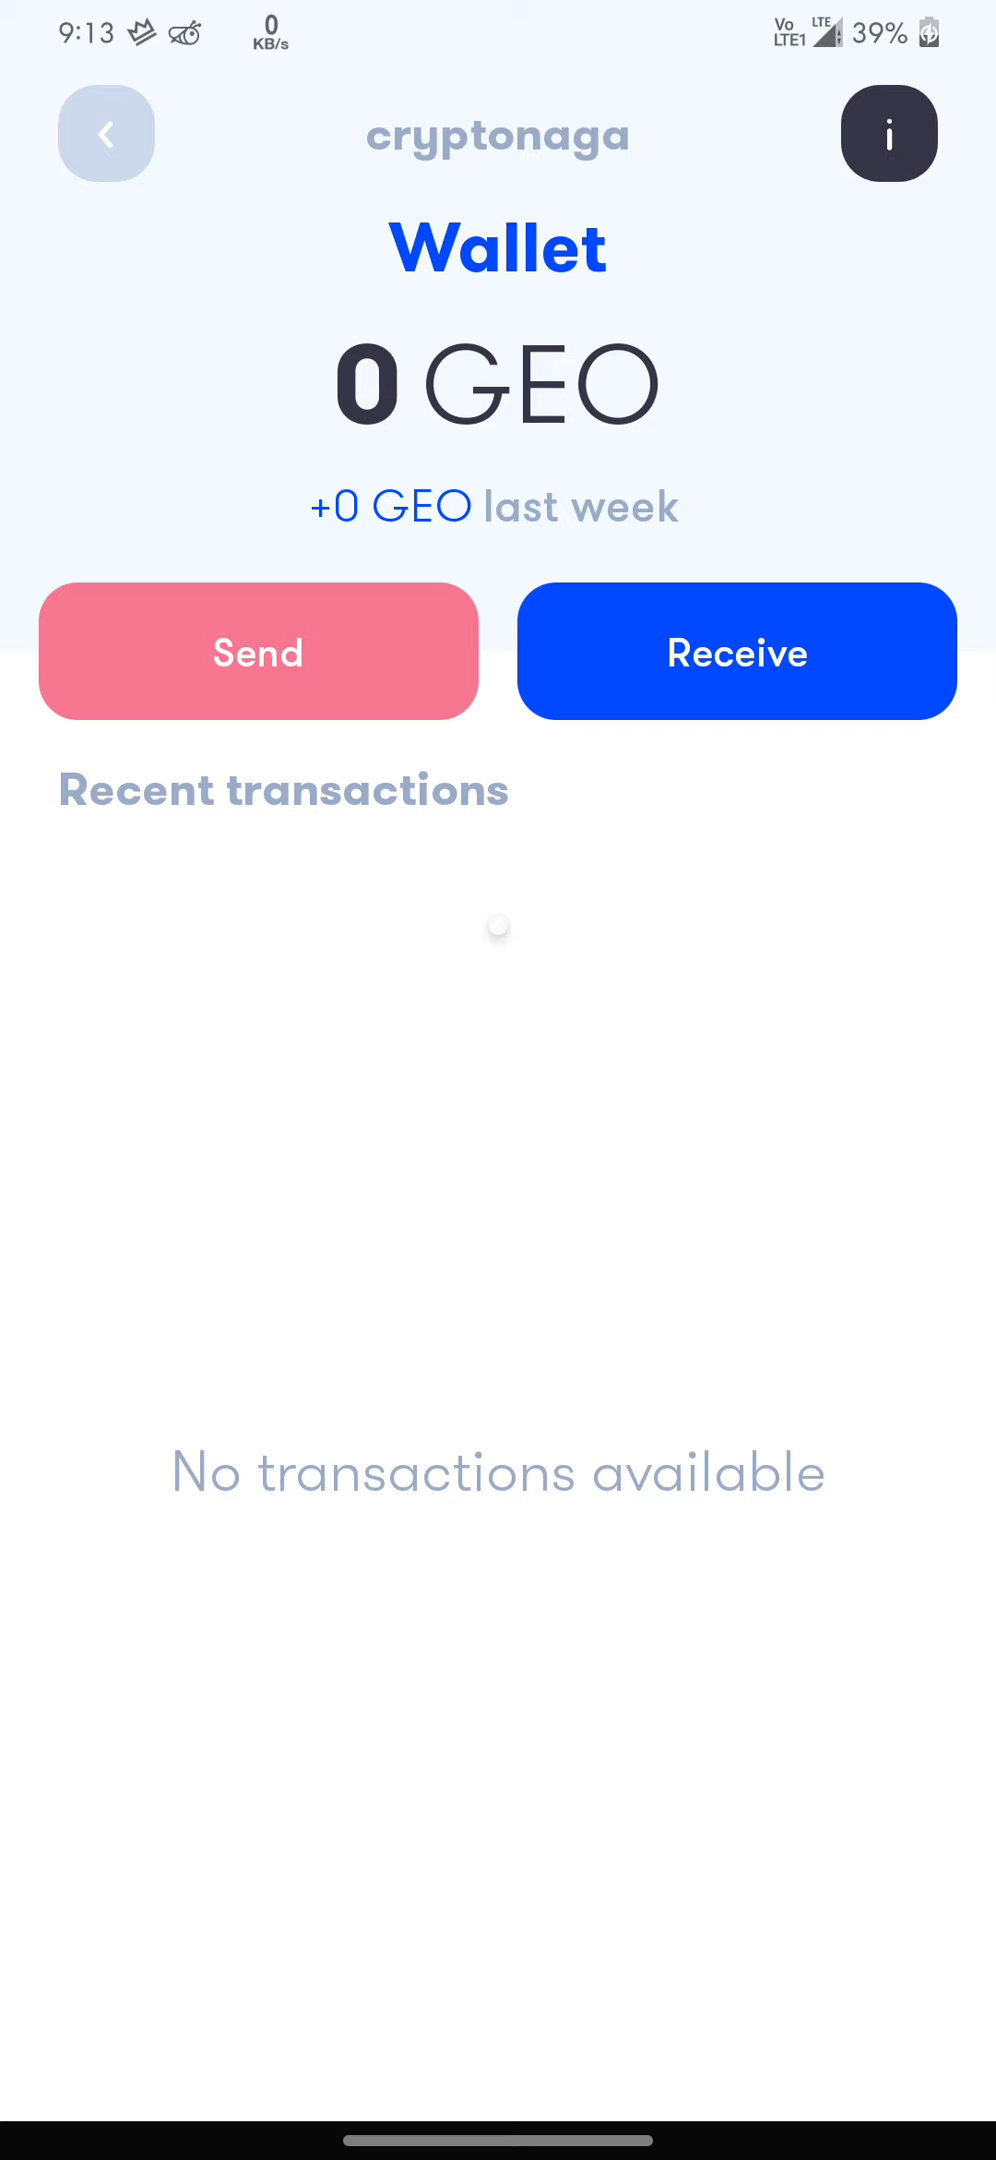 9:13 0 KB/s Vo LTE1 LTE 39%
cryptonaga
Wallet
0 GEO
+0 GEO last week
Send Receive
Recent transactions
No transactions available